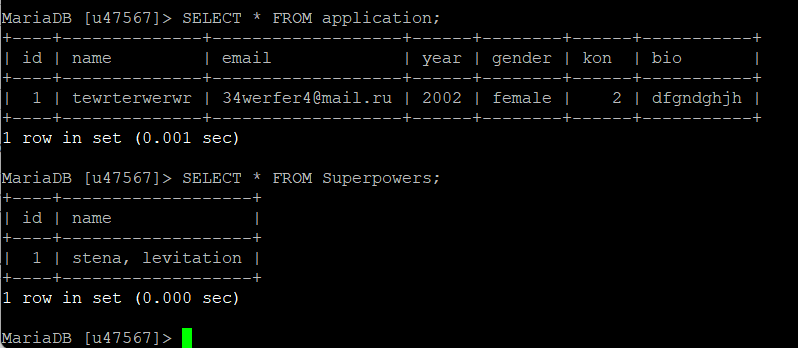 MariaDB [u47567]> SELECT * FROM application;
+----+--------------+-------------------+------+--------+------+-----------+
| id | name         | email             | year | gender | kon  | bio       |
+----+--------------+-------------------+------+--------+------+-----------+
|  1 | tewrterwerwr | 34werfer4@mail.ru | 2002 | female |    2 | dfgndghjh |
+----+--------------+-------------------+------+--------+------+-----------+
1 row in set (0.001 sec)
MariaDB [u47567]> SELECT * FROM Superpowers;
+----+-------------------+
| id | name              |
+----+-------------------+
|  1 | stena, levitation |
+----+-------------------+
1 row in set (0.000 sec)
MariaDB [u47567]>